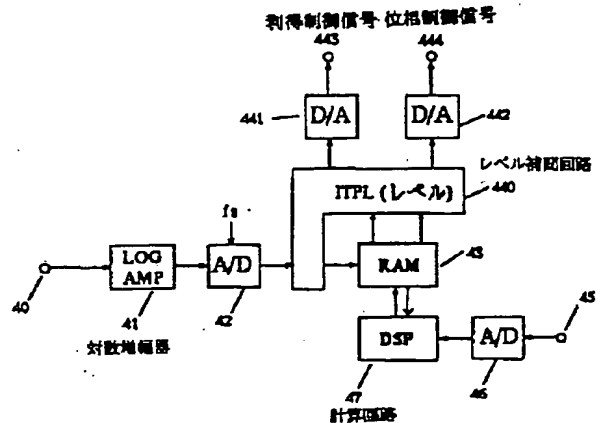 利得制御信号 位相制御信号
443
444
441
D/A
D/A
442
レベル補間回路
ITPL (レベル)
440
fs
LOG
AMP
A/D
RAM
43
40
41
42
対数増幅器
DSP
A/D
45
47
46
計算回路